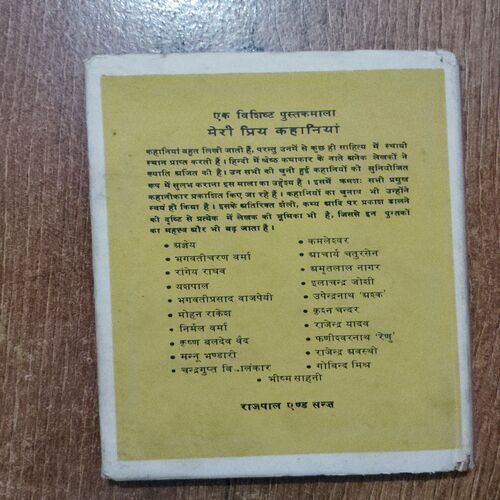 एक विशिष्ट पुस्तकमाला
मेरी प्रिय कहानियां
कहानियां बहुत लिखी जाती हैं, परन्तु उनमें से कुछ ही साहित्य में स्थायी
स्थान प्राप्त करती हैं। हिन्दी में श्रेष्ठ कथाकार के नाते अनेक लेखकों ने
ख्याति अर्जित की है। उन सभी की चुनी हुई कहानियों को सुनियोजित
रूप में सुलभ कराना इस माला का उद्देश्य है। इसमें क्रमशः सभी प्रमुख
कहानीकार प्रकाशित किए जा रहे हैं। कहानियों का चुनाव भी उन्होंने
स्वयं ही किया है। इसके अतिरिक्त शैली, कथ्य आदि पर प्रकाश डालने
की दृष्टि से प्रत्येक में लेखक की भूमिका भी है, जिससे इन पुस्तकों
का महत्त्व और भी बढ़ जाता है।
• अज्ञेय
• भगवतीचरण वर्मा
• रांगेय राघव
• यशपाल
• भगवतीप्रसाद वाजपेयी
• मोहन राकेश
• निर्मल वर्मा
• कृष्ण बलदेव वैद
• मन्नू भण्डारी
• चन्द्रगुप्त वि लंकार
• कमलेश्वर
• आचार्य चतुरसेन
• अमृतलाल नागर
• इलाचन्द्र जोशी
• उपेन्द्रनाथ 'अश्क'
• कृश्न चन्दर
• राजेन्द्र यादव
• फणीश्वरनाथ 'रेणु'
• राजेन्द्र अवस्थी
• गोविन्द मिश्र
• भीष्म साहनी
राजपाल एण्ड सन्ज़